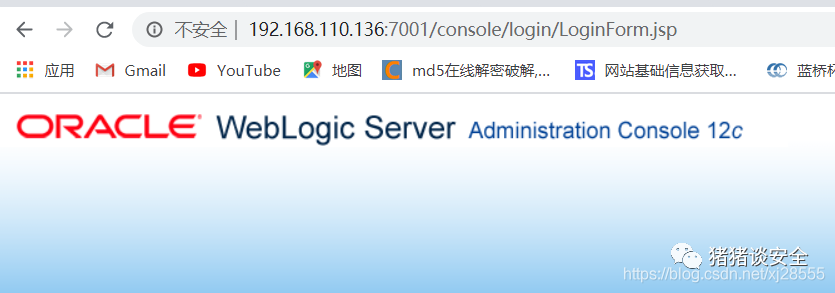 不安全 | 192.168.110.136:7001/console/login/LoginForm.jsp
应用 Gmail YouTube 地图 md5在线解密破解,... TS 网站基础信息获取... 蓝桥杯
ORACLE WebLogic Server Administration Console 12c
猪猪谈安全
https://blog.csdn.net/xj28555